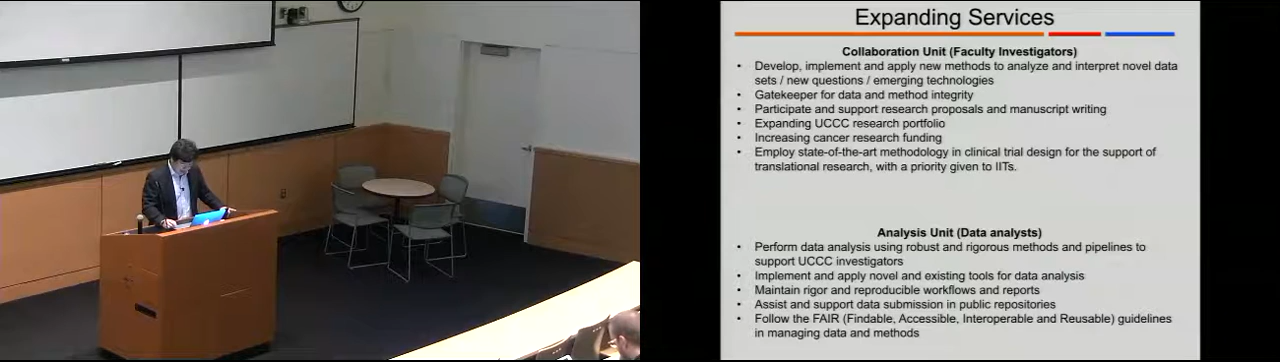 Expanding Services
Collaboration Unit (Faculty Investigators)
• Develop, implement and apply new methods to analyze and interpret novel data
sets / new questions / emerging technologies
• Gatekeeper for data and method integrity
• Participate and support research proposals and manuscript writing
• Expanding UCCC research portfolio
• Increasing cancer research funding
• Employ state-of-the-art methodology in clinical trial design for the support of
translational research, with a priority given to IITs.
Analysis Unit (Data analysts)
• Perform data analysis using robust and rigorous methods and pipelines to
support UCCC investigators
• Implement and apply novel and existing tools for data analysis
• Maintain rigor and reproducible workflows and reports
• Assist and support data submission in public repositories
• Follow the FAIR (Findable, Accessible, Interoperable and Reusable) guidelines
in managing data and methods